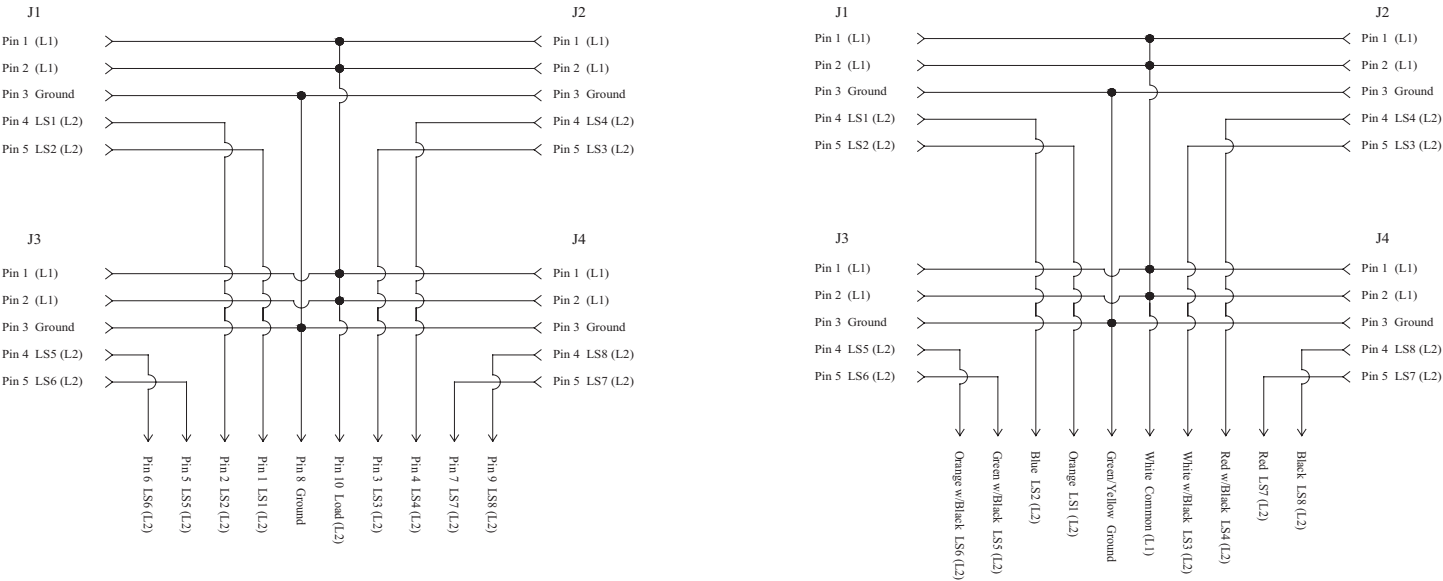 J1
Pin 1 (L1)
Pin 2 (L1)
Pin 3 Ground
Pin 4 LS1 (L2)
Pin 5 LS2 (L2)
J2
Pin 1 (L1)
Pin 2 (L1)
Pin 3 Ground
Pin 4 LS4 (L2)
Pin 5 LS3 (L2)
J3
Pin 1 (L1)
Pin 2 (L1)
Pin 3 Ground
Pin 4 LS5 (L2)
Pin 5 LS6 (L2)
J4
Pin 1 (L1)
Pin 2 (L1)
Pin 3 Ground
Pin 4 LS8 (L2)
Pin 5 LS7 (L2)
Pin 6 LS6 (L2)
Pin 5 LS5 (L2)
Pin 2 LS2 (L2)
Pin 1 LS1 (L2)
Pin 8 Ground
Pin 10 Load (L2)
Pin 3 LS3 (L2)
Pin 4 LS4 (L2)
Pin 7 LS7 (L2)
Pin 9 LS8 (L2)
J1
Pin 1 (L1)
Pin 2 (L1)
Pin 3 Ground
Pin 4 LS1 (L2)
Pin 5 LS2 (L2)
J2
Pin 1 (L1)
Pin 2 (L1)
Pin 3 Ground
Pin 4 LS4 (L2)
Pin 5 LS3 (L2)
J3
Pin 1 (L1)
Pin 2 (L1)
Pin 3 Ground
Pin 4 LS5 (L2)
Pin 5 LS6 (L2)
J4
Pin 1 (L1)
Pin 2 (L1)
Pin 3 Ground
Pin 4 LS8 (L2)
Pin 5 LS7 (L2)
Orange w/Black LS6 (L2)
Green w/Black LS5 (L2)
Blue LS2 (L2)
Orange LS1 (L2)
Green/Yellow Ground
White Common (L1)
White w/Black LS3 (L2)
Red w/Black LS4 (L2)
Red LS7 (L2)
Black LS8 (L2)